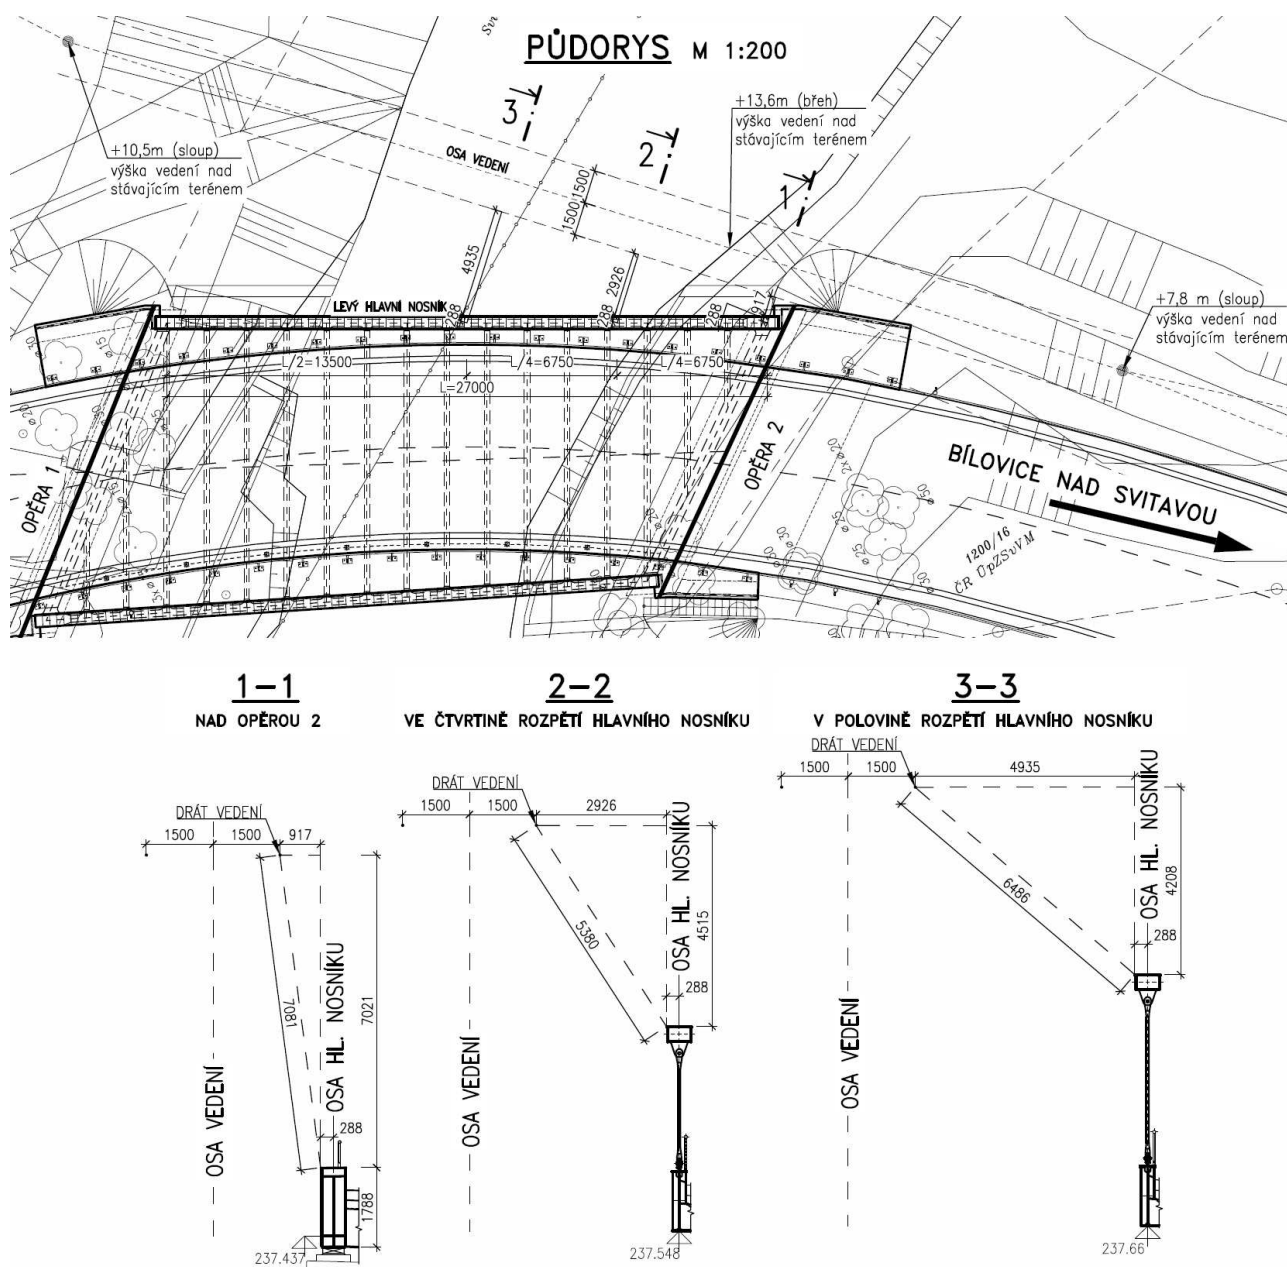 PŮDORYS M 1:200
+10,5m (sloup)
výška vedení nad
stávajícím terénem
3
2
1
OSA VEDENÍ
+13,6m (břeh)
výška vedení nad
stávajícím terénem
1500
1500
4935
2926
288
288
288
917
LEVÝ HLAVNÍ NOSNÍK
+7,8 m (sloup)
výška vedení nad
stávajícím terénem
L/2=13500
L/4=6750
L/4=6750
L=27000
OPĚRA 1
OPĚRA 2
BÍLOVICE NAD SVITAVOU
1200/16
ČR ÚpZSvVM
1-1
NAD OPĚROU 2
DRÁT VEDENÍ
1500
1500
917
7081
7021
OSA VEDENÍ
OSA HL. NOSNÍKU
288
1788
237.437
2-2
VE ČTVRTINĚ ROZPĚTÍ HLAVNÍHO NOSNÍKU
DRÁT VEDENÍ
1500
1500
2926
5380
4515
OSA VEDENÍ
OSA HL. NOSNÍKU
288
237.548
3-3
V POLOVINĚ ROZPĚTÍ HLAVNÍHO NOSNÍKU
DRÁT VEDENÍ
1500
1500
4935
6486
4208
OSA VEDENÍ
OSA HL. NOSNÍKU
288
237.66